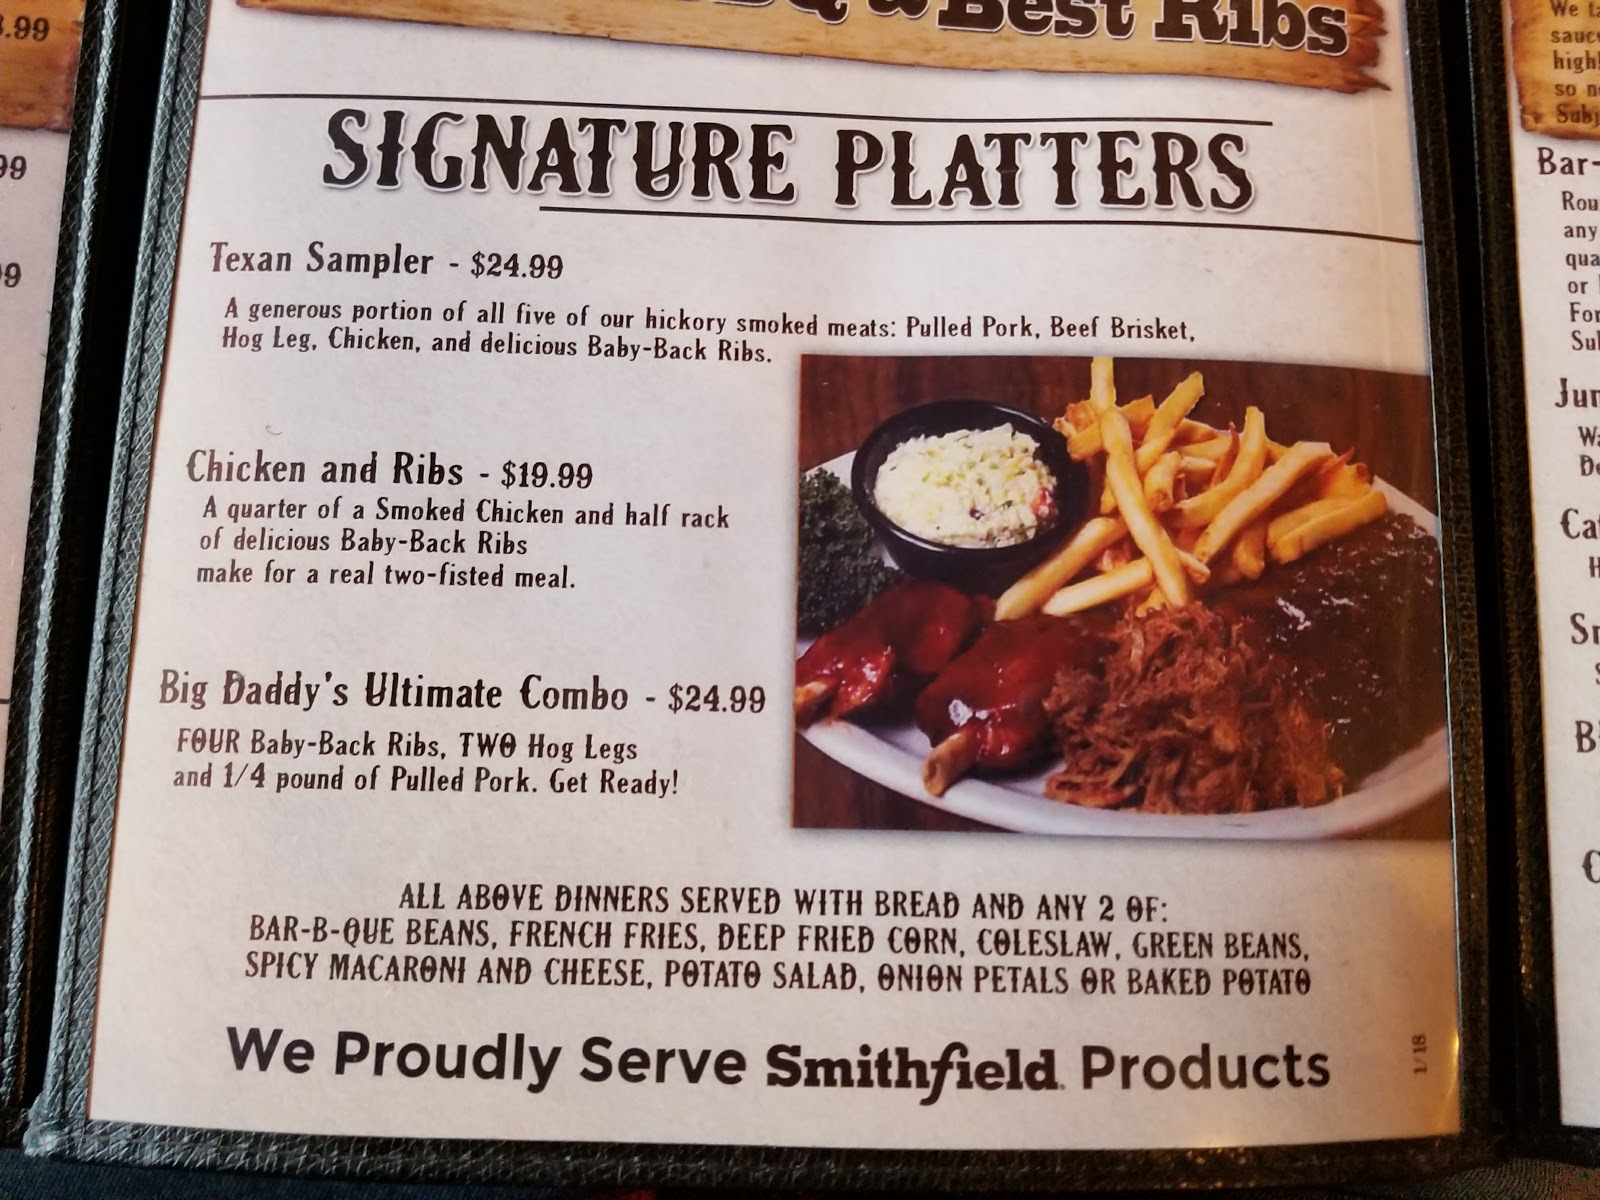 & Best Ribs
SIGNATURE PLATTERS
Texan Sampler - $24.99
A generous portion of all five of our hickory smoked meats: Pulled Pork, Beef Brisket,
Hog Leg, Chicken, and delicious Baby-Back Ribs.
Chicken and Ribs - $19.99
A quarter of a Smoked Chicken and half rack
of delicious Baby-Back Ribs
make for a real two-fisted meal.
Big Daddy's Ultimate Combo - $24.99
FOUR Baby-Back Ribs, TWO Hog Legs
and 1/4 pound of Pulled Pork. Get Ready!
ALL ABOVE DINNERS SERVED WITH BREAD AND ANY 2 OF:
BAR-B-QUE BEANS, FRENCH FRIES, DEEP FRIED CORN, COLESLAW, GREEN BEANS,
SPICY MACARONI AND CHEESE, POTATO SALAD, ONION PETALS OR BAKED POTATO
We Proudly Serve Smithfield Products
1/18
We
high
so
Bar-
any
or